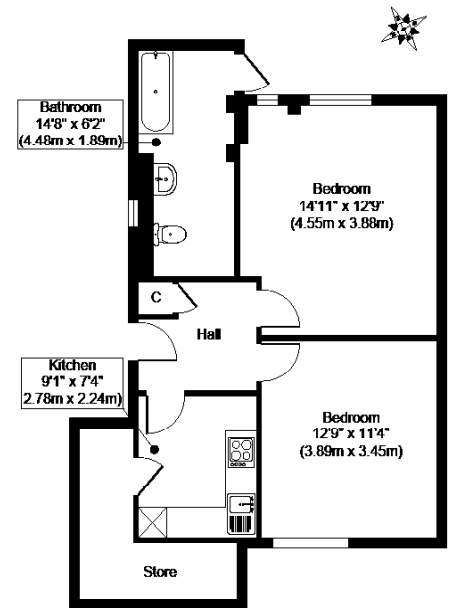 Bathroom
14'8" x 6'2"
(4.48m x 1.89m)
Bedroom
14'11" x 12'9"
(4.55m x 3.88m)
C
Hall
Kitchen
9'1" x 7'4"
2.78m x 2.24m)
Bedroom
12'9" x 11'4"
(3.89m x 3.45m)
Store